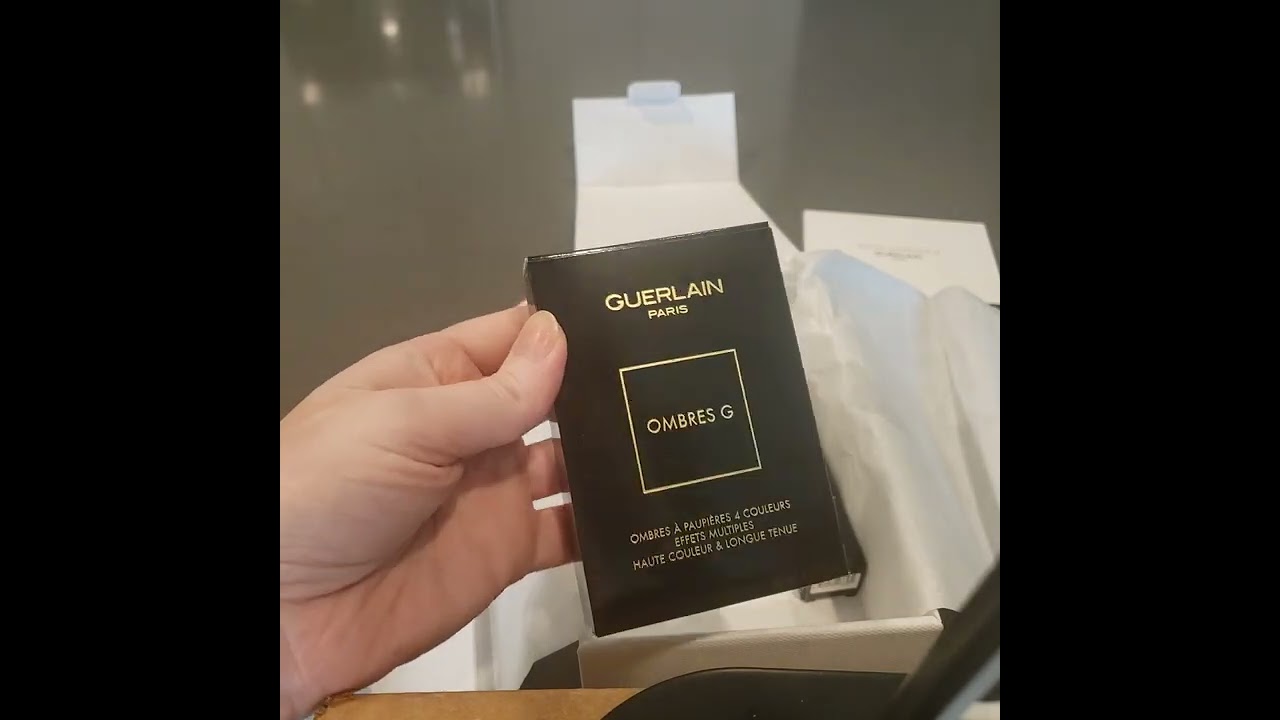 GUERLAIN
PARIS
OMBRES G
OMBRES À PAUPIÈRES 4 COULEURS
EFFETS MULTIPLES
HAUTE COULEUR & LONGUE TENUE